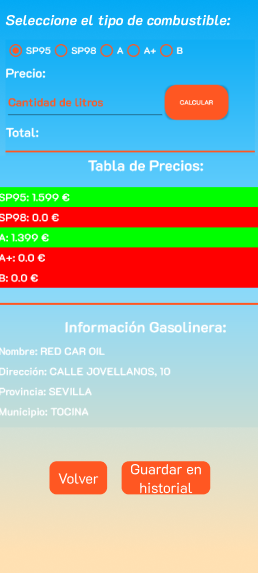 Seleccione el tipo de combustible:
SP95 SP98 A A+ B
Precio:
Cantidad de litros
CALCULAR
Total:
Tabla de Precios:
SP95: 1.599 €
SP98: 0.0 €
A: 1.399 €
A+: 0.0 €
B: 0.0 €
Información Gasolinera:
Nombre: RED CAR OIL
Dirección: CALLE JOVELLANOS, 10
Provincia: SEVILLA
Municipio: TOCINA
Volver
Guardar en
historial